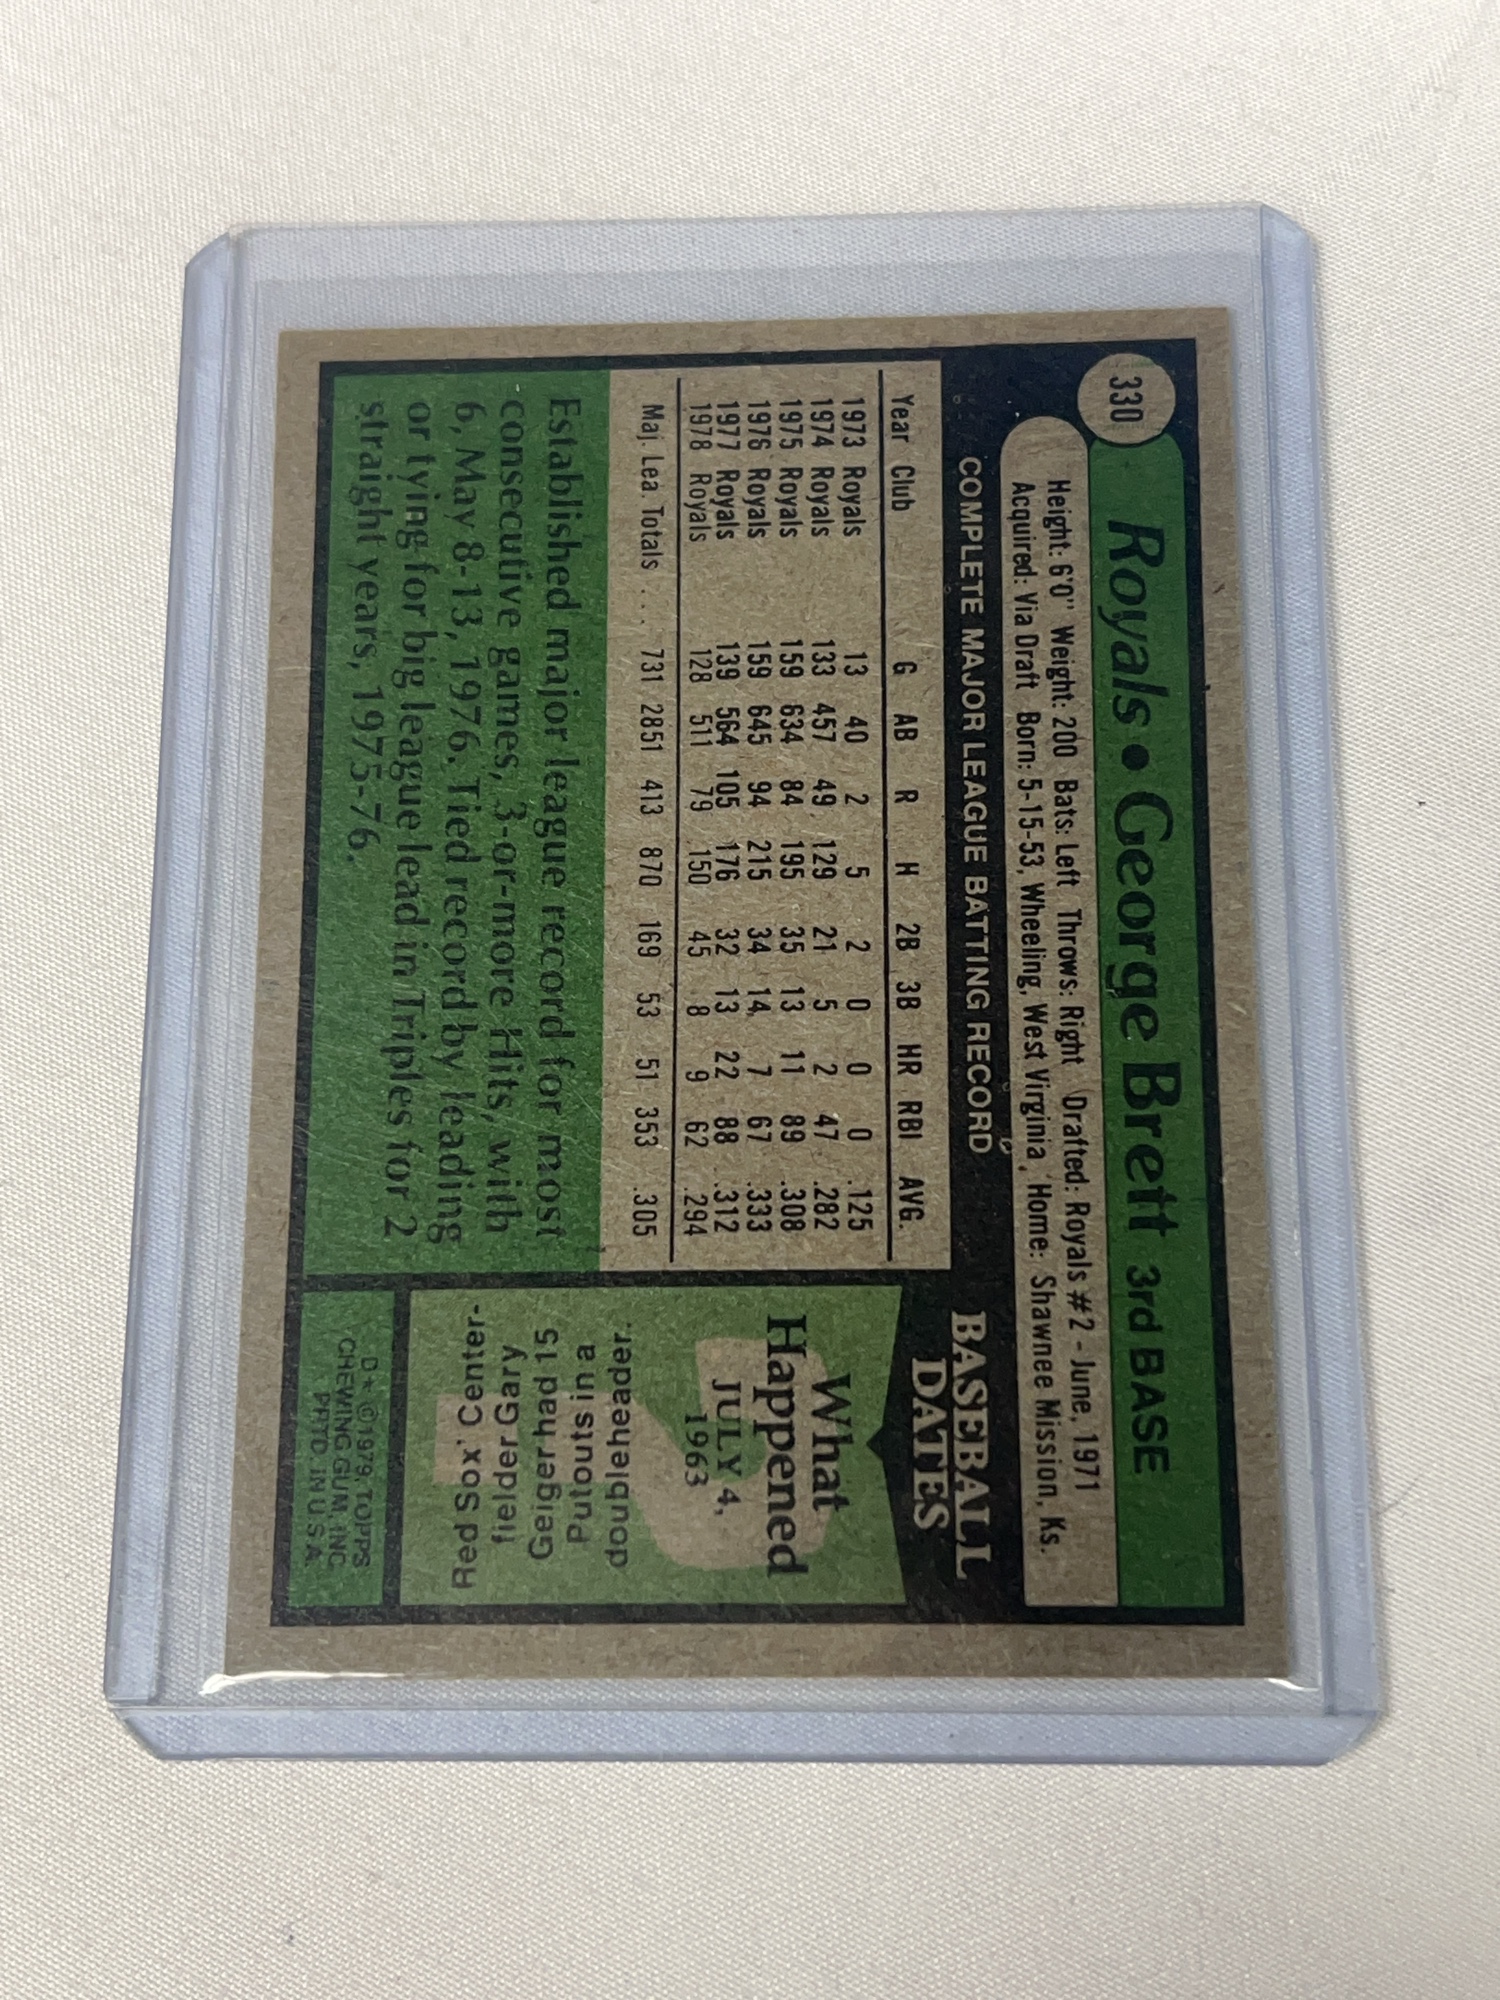 330
Royals • George Brett 3rd BASE
Height: 6'0" Weight: 200 Bats: Left Throws: Right Drafted: Royals #2 - June, 1971
Acquired: Via Draft Born: 5-15-53, Wheeling, West Virginia Home: Shawnee Mission, Ks.
COMPLETE MAJOR LEAGUE BATTING RECORD
Year Club G AB R H 2B 3B HR RBI AVG.
1973 Royals 13 40 2 5 2 0 0 0 .125
1974 Royals 133 457 49 129 21 5 2 47 .282
1975 Royals 159 634 84 195 35 13 11 89 .308
1976 Royals 159 645 94 215 34 14 7 67 .333
1977 Royals 139 564 105 176 32 13 22 88 .312
1978 Royals 128 511 79 150 45 8 9 62 .294
Maj. Lea. Totals ... 731 2851 413 870 169 53 51 353 .305
Established major league record for most
consecutive games, 3-or-more Hits, with
6, May 8-13, 1976. Tied record by leading
or tying for big league lead in Triples for 2
straight years, 1975-76.
BASEBALL
DATES
What
Happened
JULY 4,
1963
Red Sox' Center-
fielder Gary
Geiger had 15
Putouts in a
doubleheader.
D* © 1979, TOPPS
CHEWING GUM, INC.
PRTD. IN U.S.A.